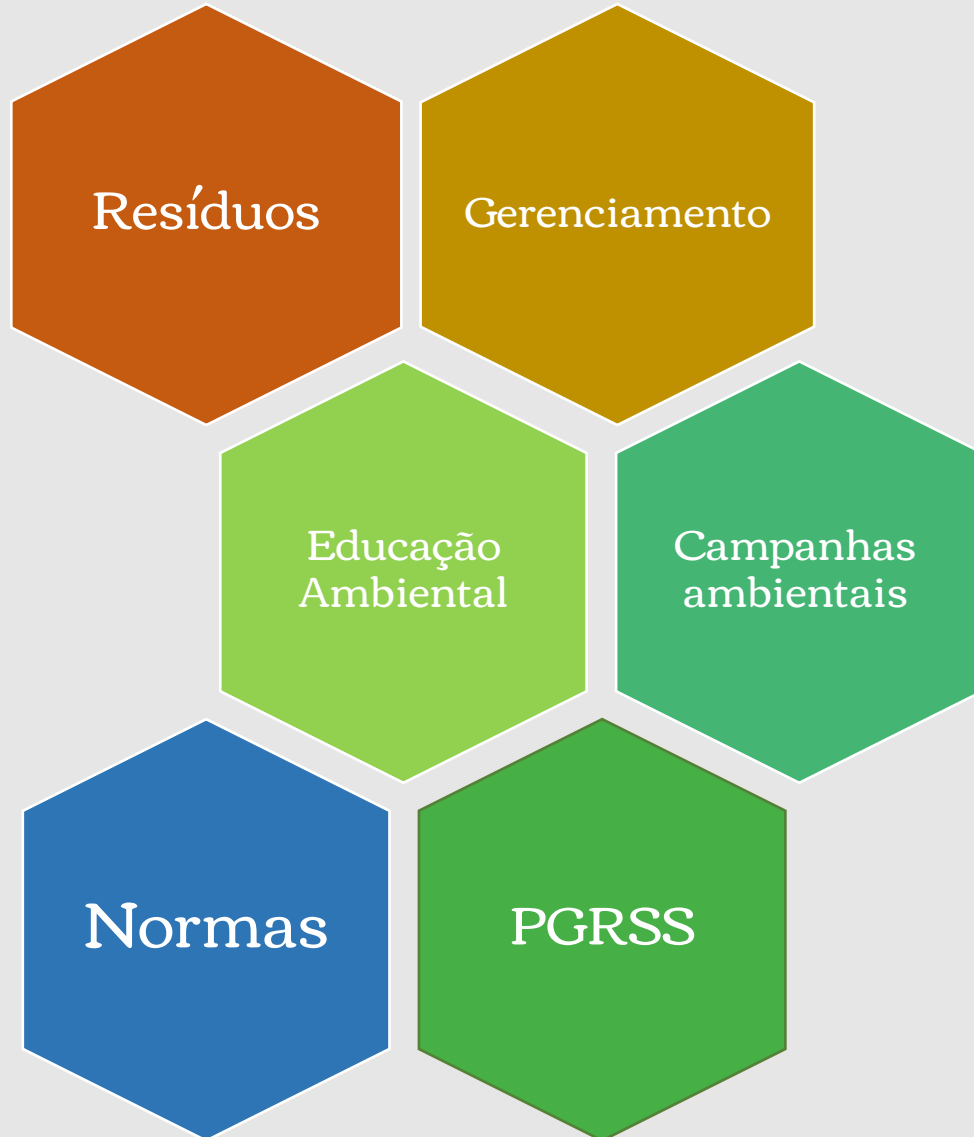 Resíduos
Gerenciamento
Educação
Ambiental
Campanhas
ambientais
Normas
PGRSS